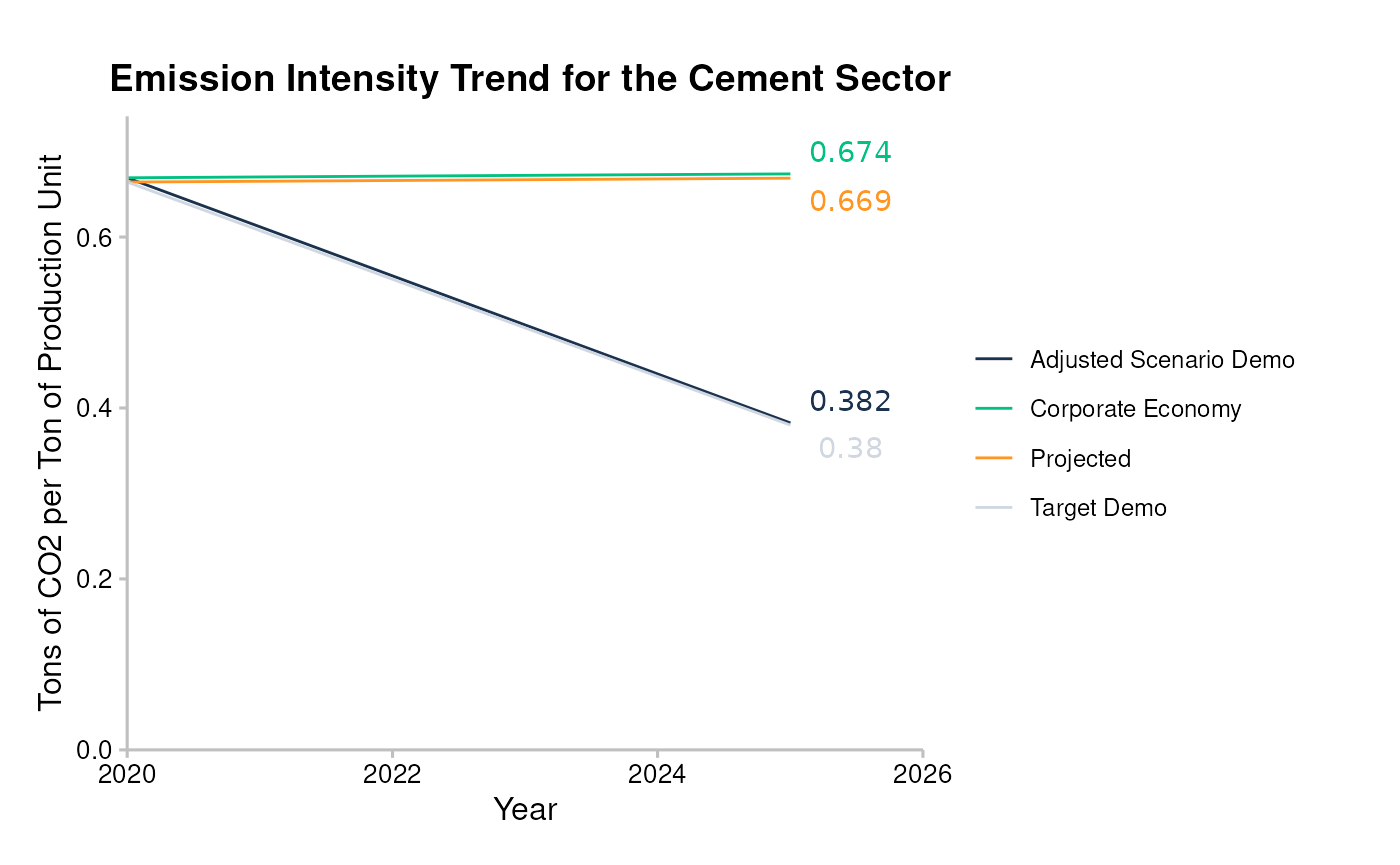 Emission Intensity Trend for the Cement Sector
Tons of CO2 per Ton of Production Unit
0.6
0.4
0.2
0.0
2020
2022
2024
2026
Year
0.674
0.669
0.382
0.38
Adjusted Scenario Demo
Corporate Economy
Projected
Target Demo